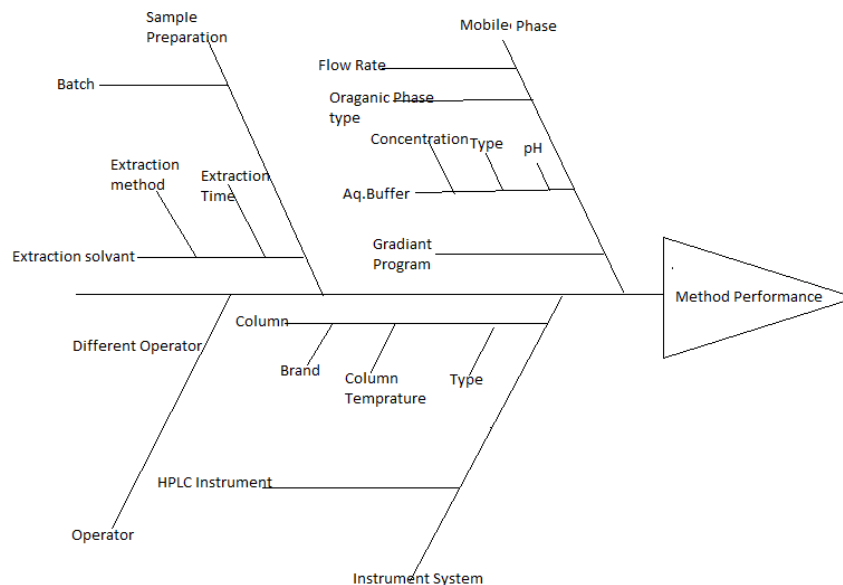 Sample
Preparation
Mobile Phase
Flow Rate
Batch
Oraganic Phase
type
Concentration
Type
pH
Extraction
method
Extraction
Time
Aq.Buffer
Gradiant
Program
Extraction solvant
Method Performance
Column
Different Operator
Brand
Column
Temprature
Type
HPLC Instrument
Operator
Instrument System